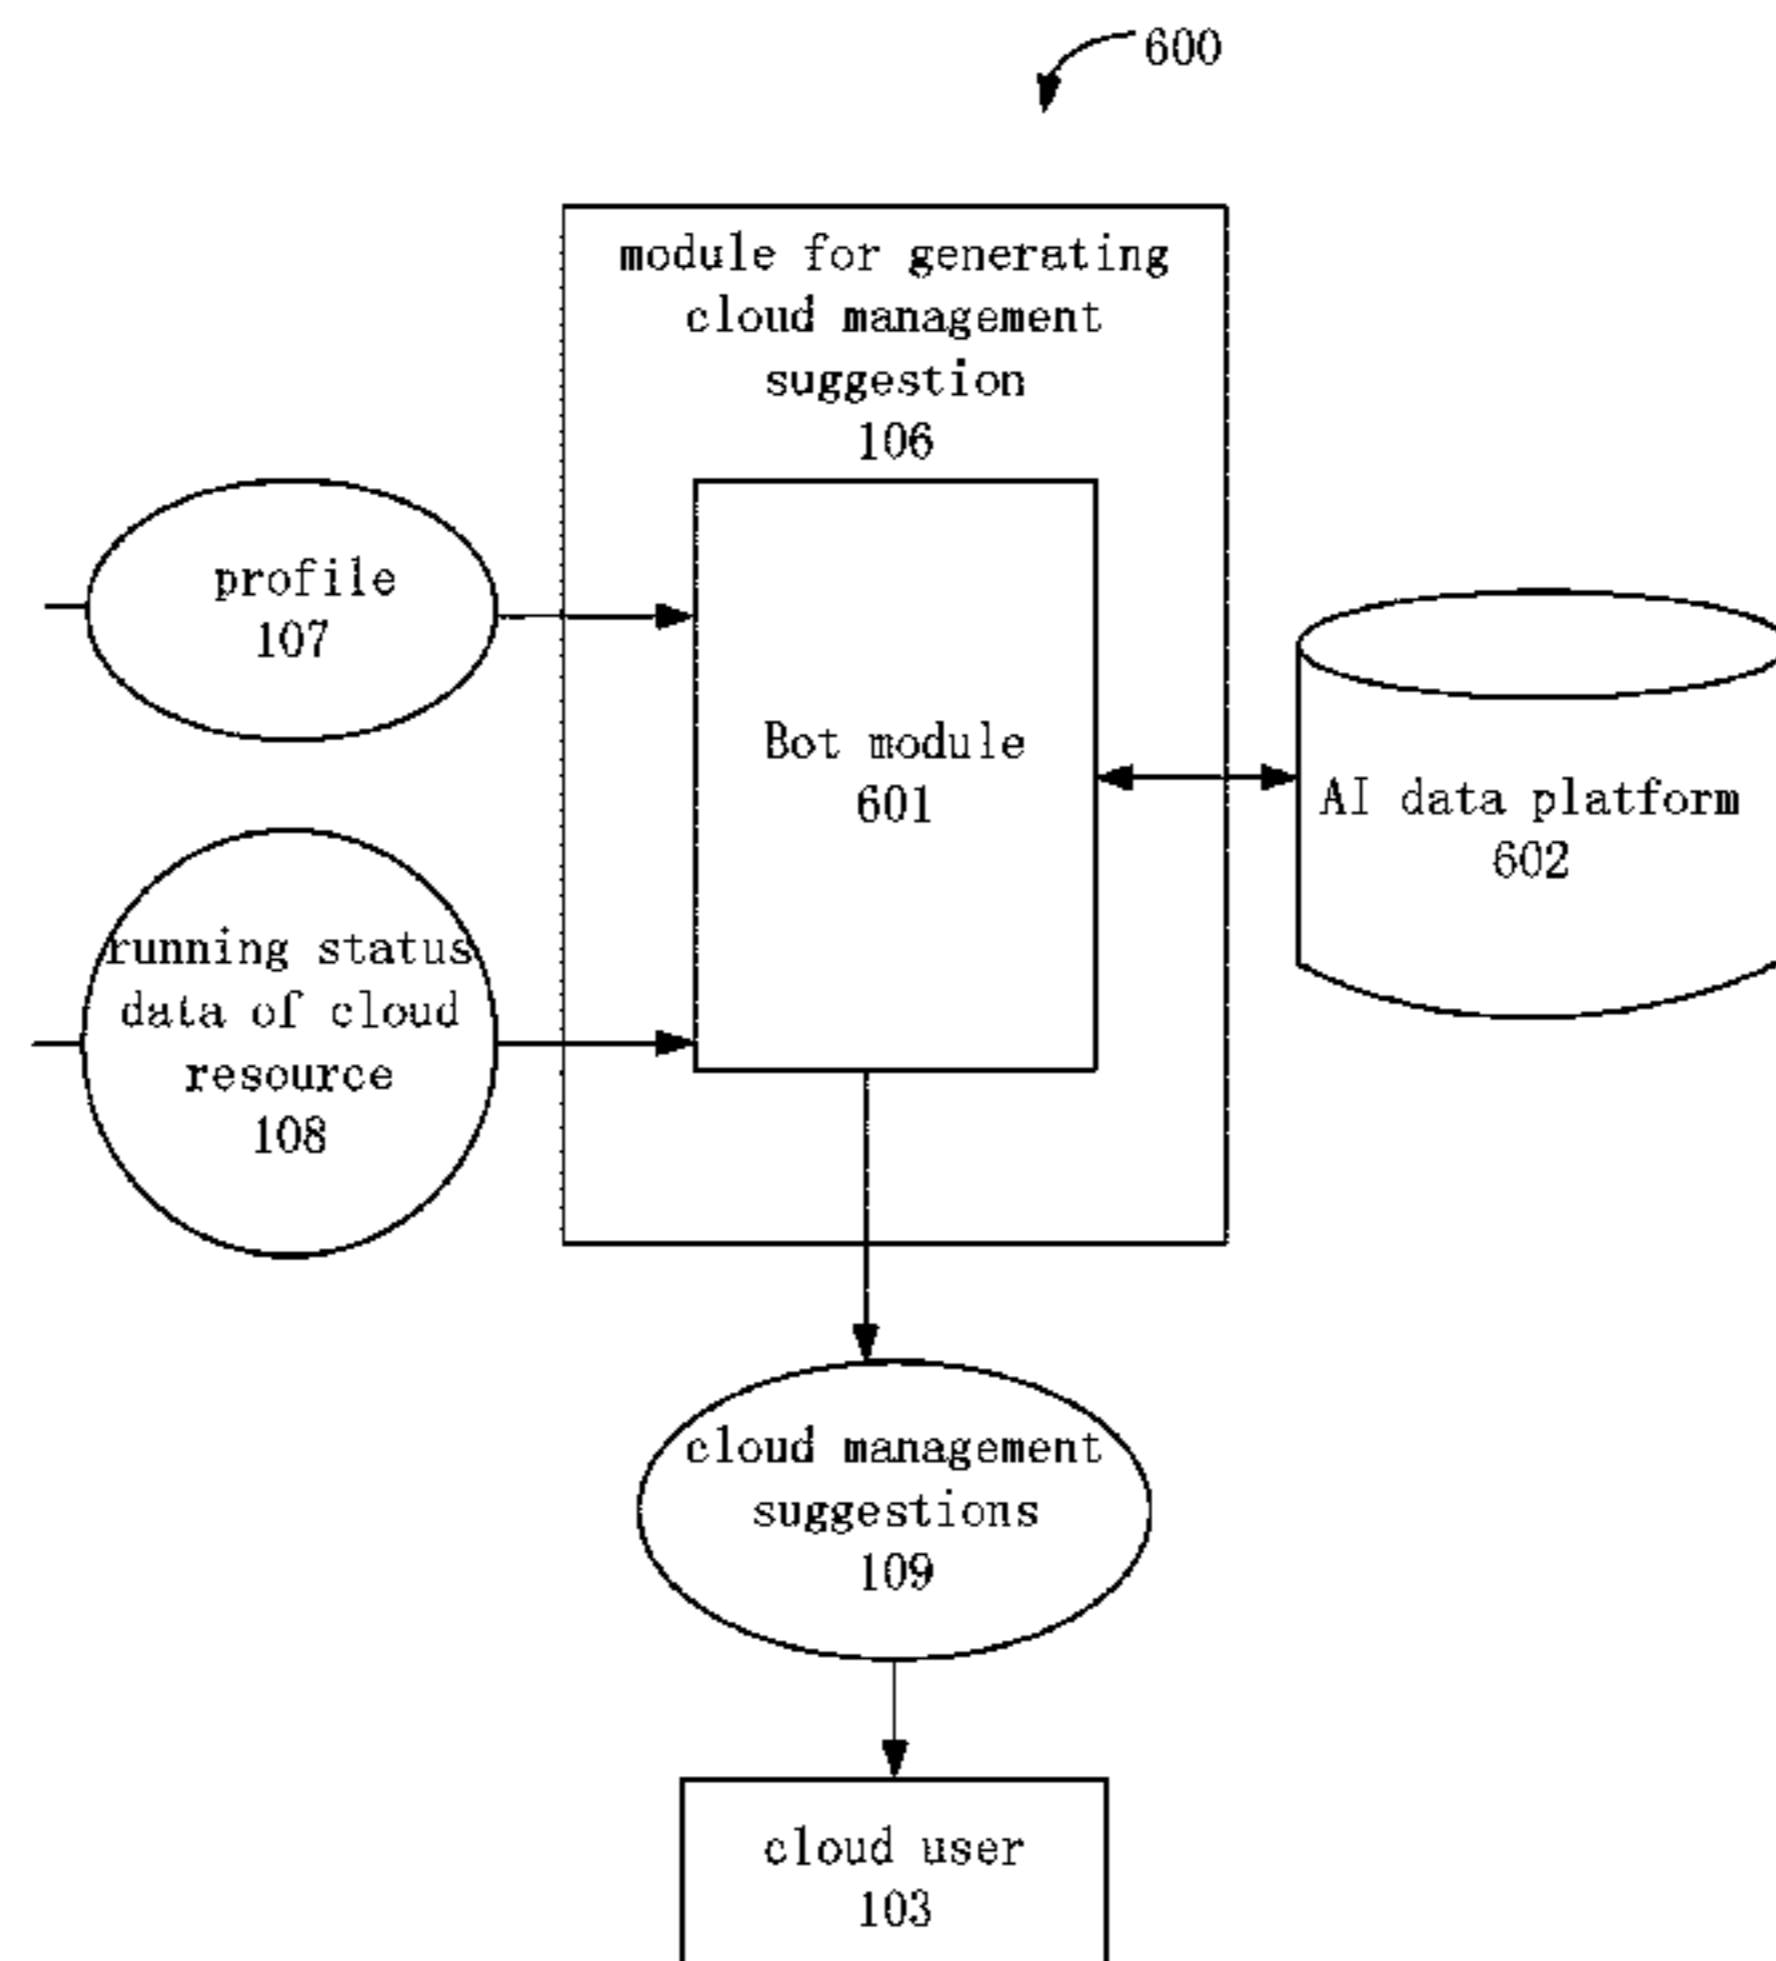 600
module for generating
cloud management
suggestion
106
profile
107
Bot module
601
AI data platform
602
running status
data of cloud
resource
108
cloud management
suggestions
109
cloud user
103